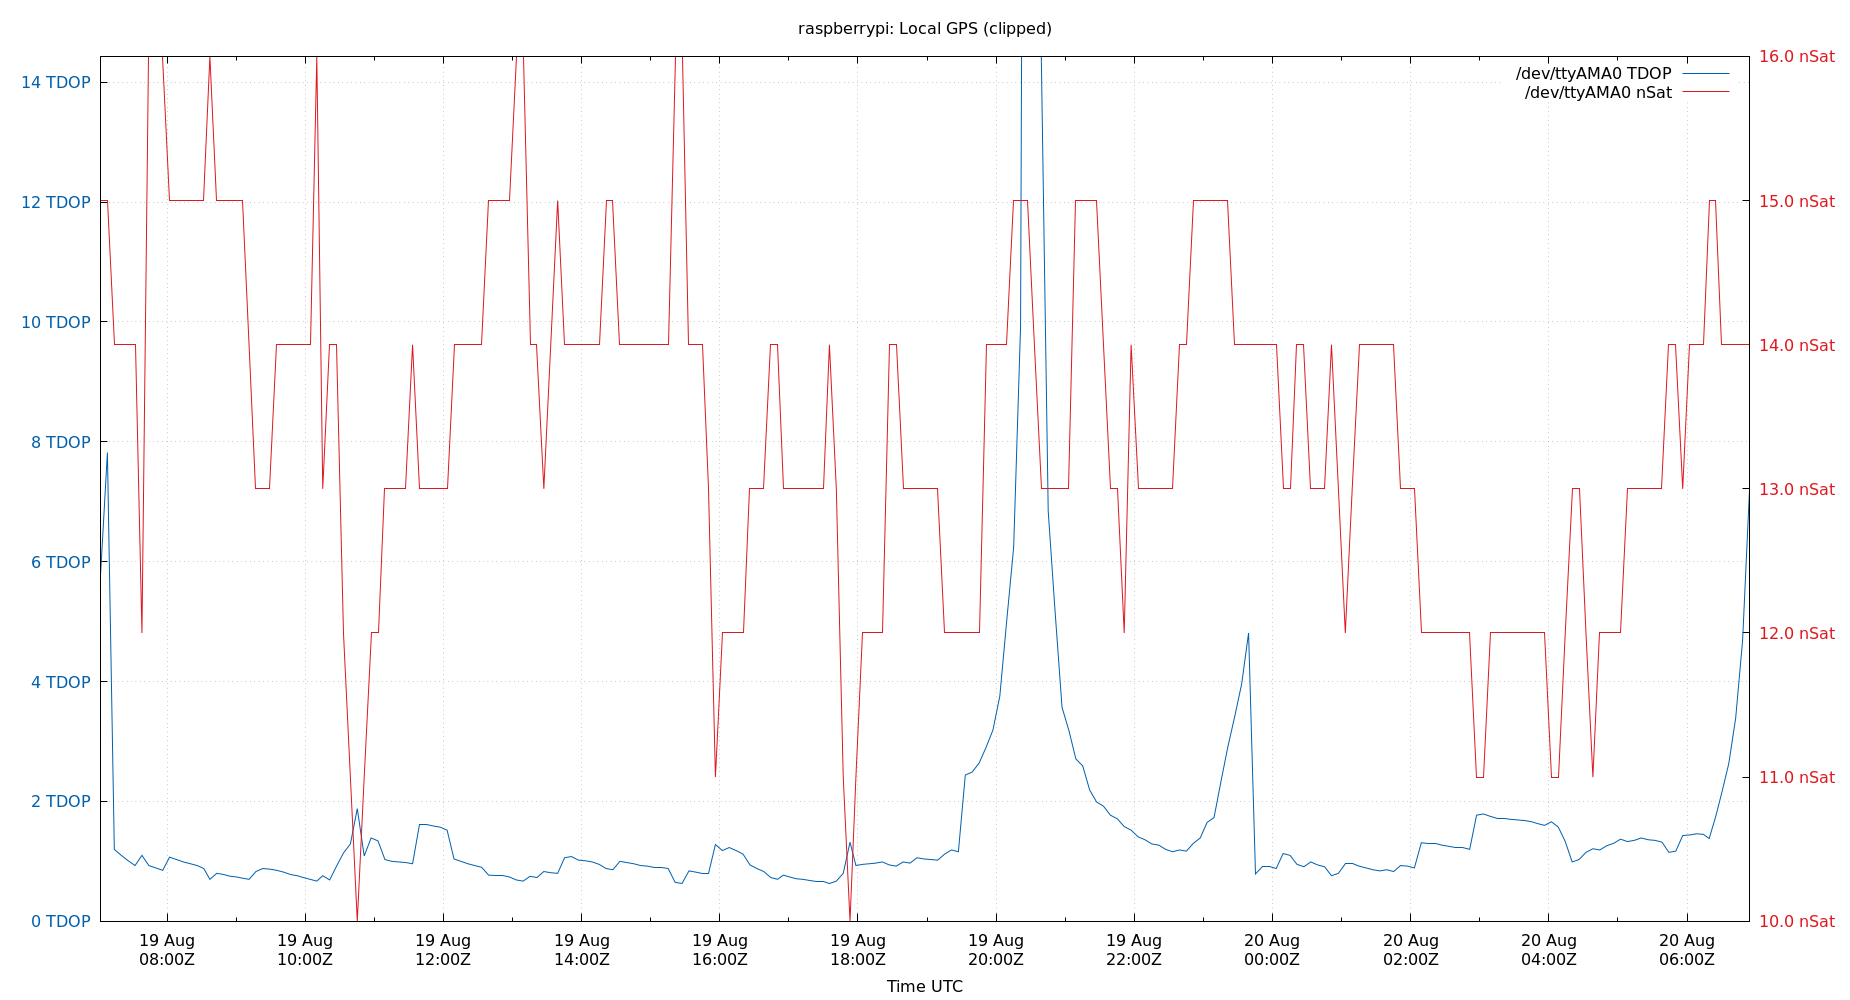 raspberrypi: Local GPS (clipped)
14 TDOP
12 TDOP
10 TDOP
8 TDOP
6 TDOP
4 TDOP
2 TDOP
0 TDOP
16.0 nSat
15.0 nSat
14.0 nSat
13.0 nSat
12.0 nSat
11.0 nSat
10.0 nSat
/dev/ttyAMA0 TDOP
/dev/ttyAMA0 nSat
19 Aug 19 Aug 19 Aug 19 Aug 19 Aug 19 Aug 19 Aug 19 Aug 20 Aug 20 Aug 20 Aug 20 Aug
08:00Z 10:00Z 12:00Z 14:00Z 16:00Z 18:00Z 20:00Z 22:00Z 00:00Z 02:00Z 04:00Z 06:00Z
Time UTC